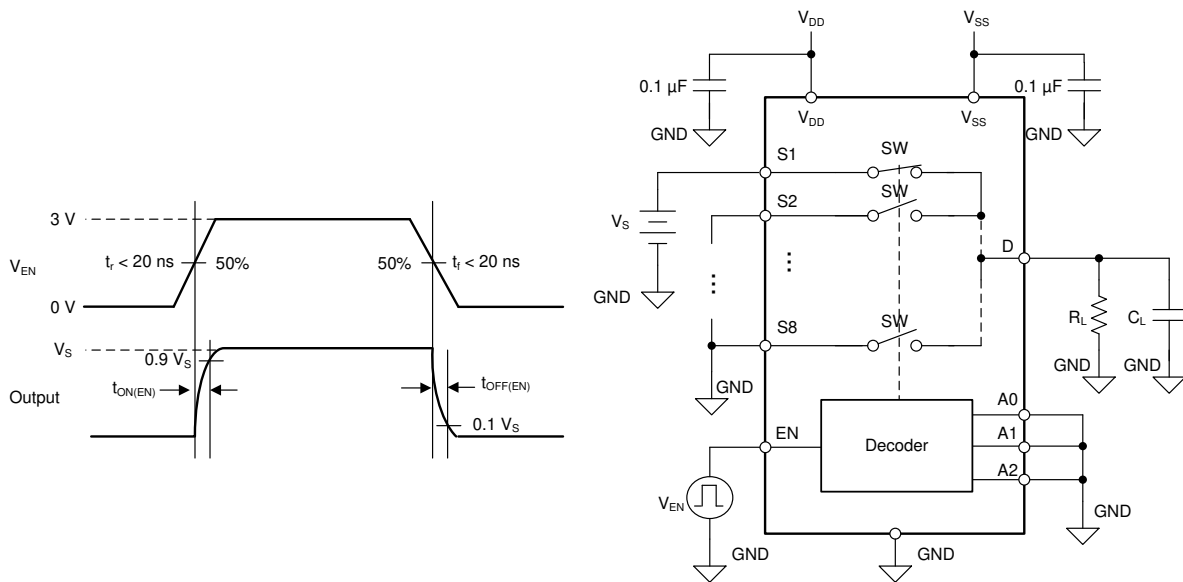 3 V
V_EN
t_r < 20 ns
50%
50%
t_f < 20 ns
0 V
V_S
0.9 V_S
t_ON(EN)
t_OFF(EN)
Output
0.1 V_S
V_DD
V_SS
0.1 µF
0.1 µF
GND
V_DD
V_SS
GND
S1
SW
S2
SW
V_S
...
...
D
GND
S8
SW
R_L
C_L
GND
GND
GND
A0
EN
Decoder
A1
A2
V_EN
GND
GND
GND